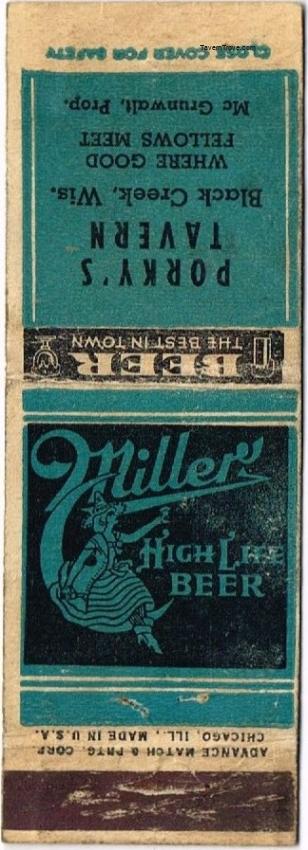 TavernTrove.com
CLOSE COVER FOR SAFETY
PORKY'S
TAVERN
Black Creek, Wis.
WHERE GOOD
FELLOWS MEET
Mc Grunwalt, Prop.
BEER
THE BEST IN TOWN
Miller
HIGH LIFE
BEER
ADVANCE MATCH & PRTG. CORP.
CHICAGO, ILL., MADE IN U.S.A.